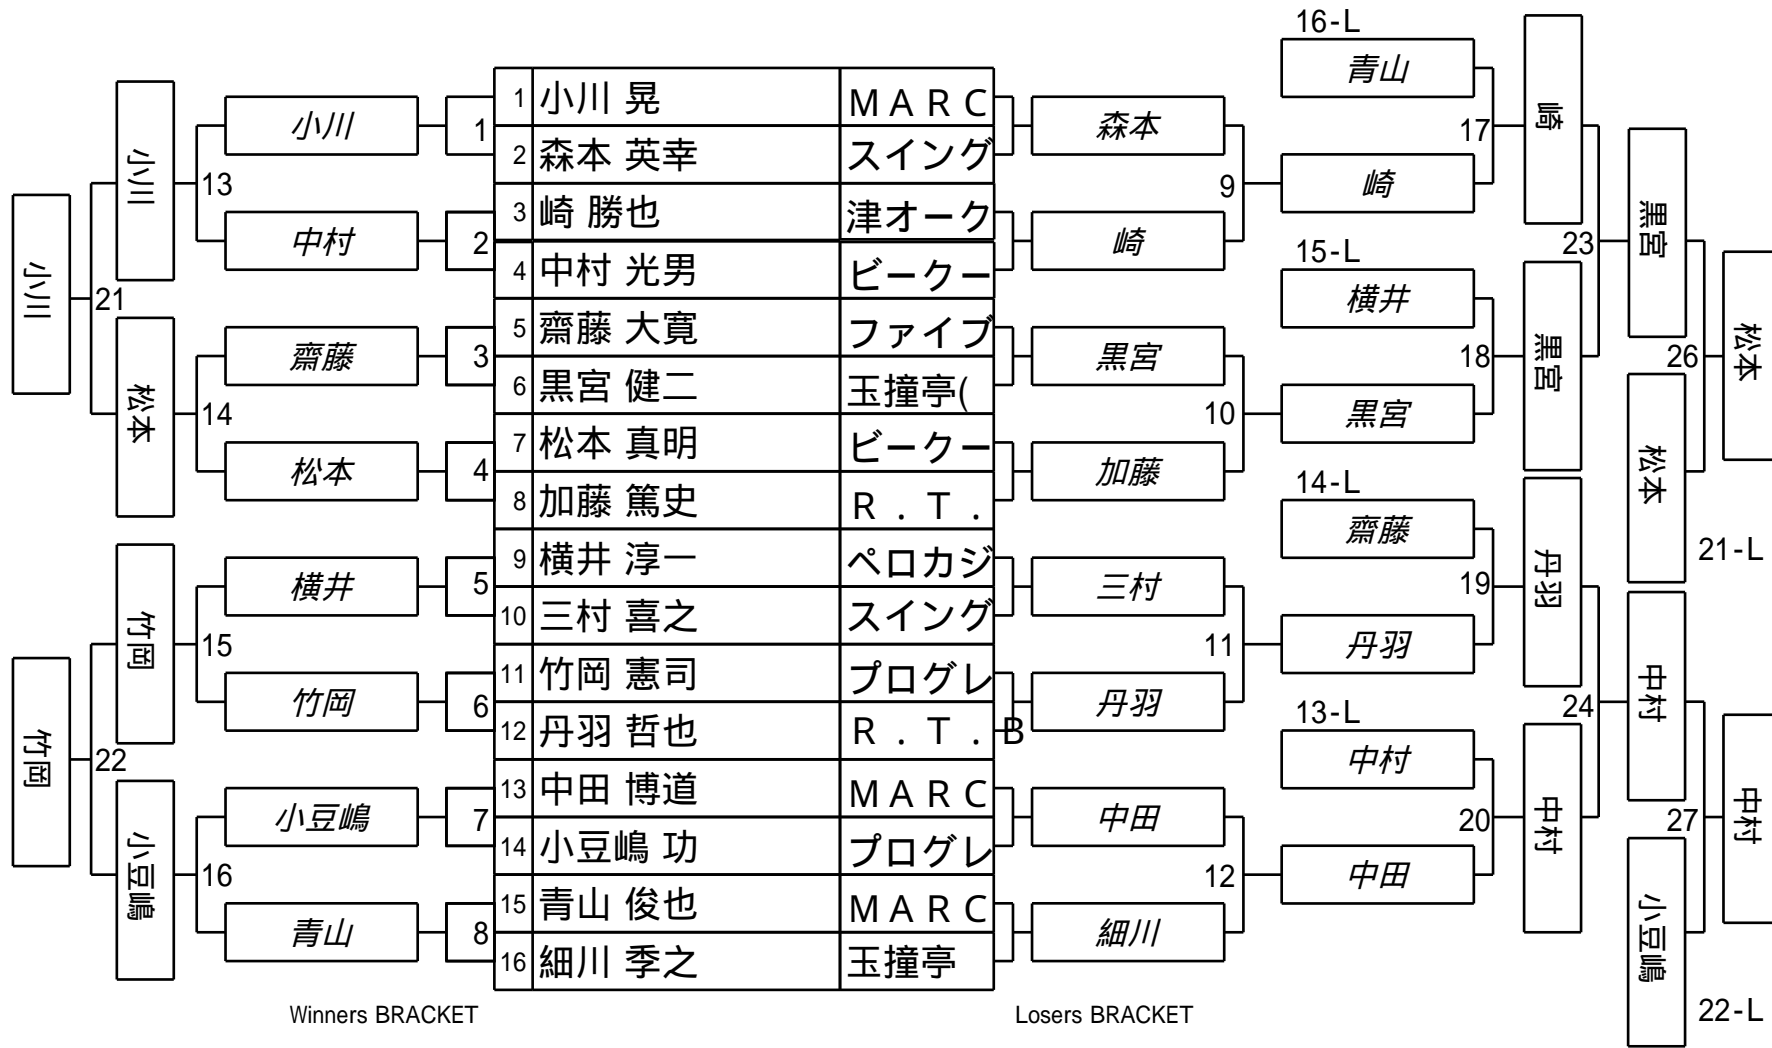 16-L
青山
17
崎
崎
小川
小川
小川
13
中村
21
松本
齋藤
14
松本
竹岡
竹岡
横井
15
竹岡
22
小豆嶋
小豆嶋
16
青山
1
2
3
4
5
6
7
8
1 小川 晃 ＭＡＲＣ
2 森本 英幸 スイング
3 崎 勝也 津オーク
4 中村 光男 ビークー
5 齋藤 大寛 ファイブ
6 黒宮 健二 玉撞亭(
7 松本 真明 ビークー
8 加藤 篤史 Ｒ．Ｔ．
9 横井 淳一 ペロカジ
10 三村 喜之 スイング
11 竹岡 憲司 プログレ
12 丹羽 哲也 Ｒ．Ｔ．Ｂ
13 中田 博道 ＭＡＲＣ
14 小豆嶋 功 プログレ
15 青山 俊也 ＭＡＲＣ
16 細川 季之 玉撞亭
森本
9
崎
黒宮
10
加藤
三村
11
丹羽
中田
12
細川
15-L
横井
18
黒宮
黒宮
23
黒宮
14-L
齋藤
19
丹羽
丹羽
13-L
中村
20
中田
中村
24
中村
26
松本
松本
21-L
27
中村
小豆嶋
22-L
Winners BRACKET
Losers BRACKET